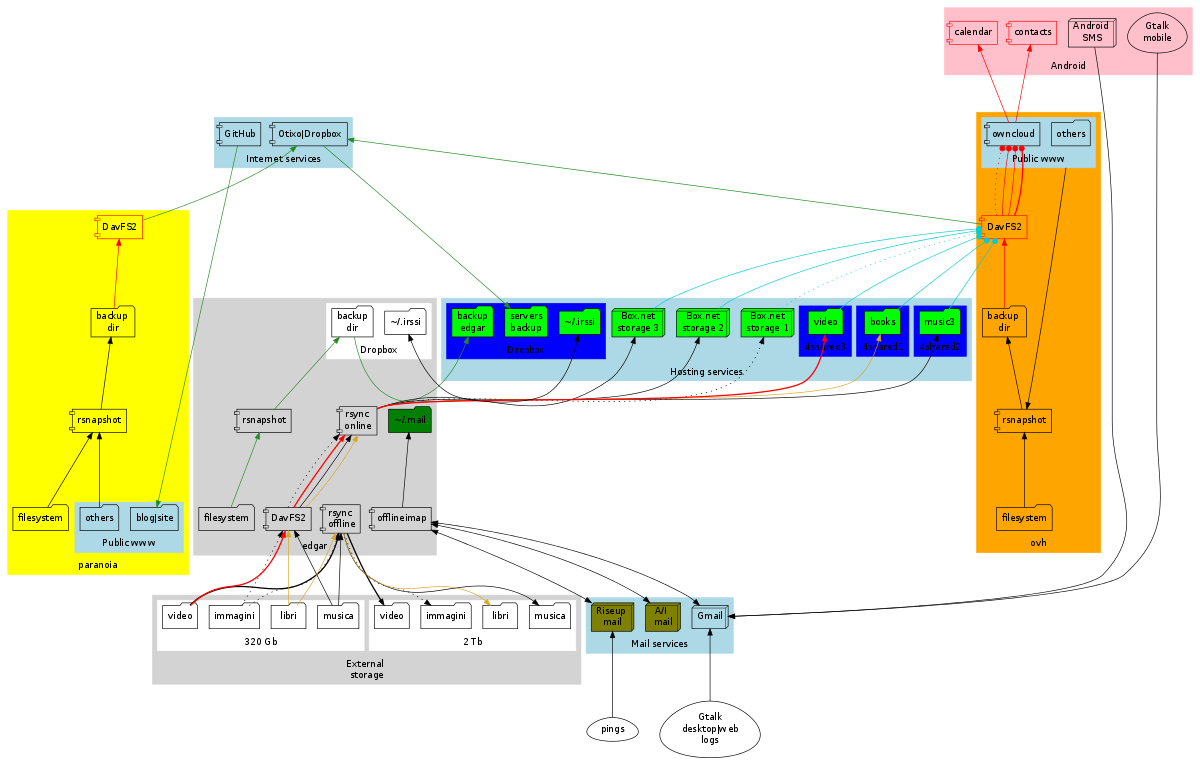 calendar
contacts
Android
SMS
Gtalk
mobile
Android
GitHub
Otixo|Dropbox
Internet services
owncloud
others
Public www
DavFS2
DavFS2
backup
dir
backup
dir
~/.irssi
Dropbox
backup
edgar
servers
backup
~/.irssi
Dropbox
Box.net
storage 3
Box.net
storage 2
Box.net
storage 1
video
4shared3
books
4shared
music3
4shared2
Hosting services
backup
dir
rsnapshot
rsnapshot
rsync
online
~/.mail
rsnapshot
filesystem
others
blog|site
Public www
paranoia
filesystem
DavFS2
rsync
offline
offlineimap
edgar
filesystem
ovh
video
immagini
libri
musica
320 Gb
video
immagini
libri
musica
2 Tb
External
storage
Riseup
mail
A/I
mail
Gmail
Mail services
pings
Gtalk
desktop|web
logs